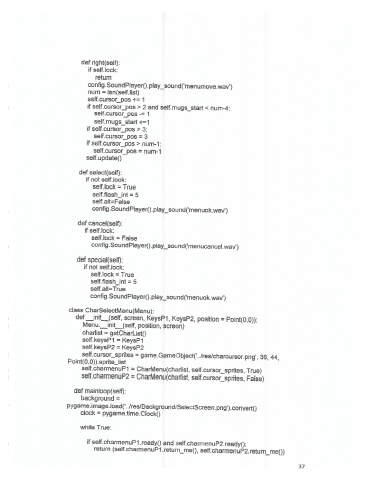 def right(self):
if self.lock:
return
config.SoundPlayer().play_sound('menumove.wav')
num = len(self.list)
self.cursor_pos += 1
if self.cursor_pos > 2 and self.mugs_start < num-4:
self.cursor_pos -= 1
self.mugs_start +=1
if self.cursor_pos > 3:
self.cursor_pos = 3
if self.cursor_pos > num-1:
self.cursor_pos = num-1
self.update()
def select(self):
if not self.lock:
self.lock = True
self.flash_int = 5
self.alt=False
config.SoundPlayer().play_sound('menuok.wav')
def cancel(self):
if self.lock:
self.lock = False
config.SoundPlayer().play_sound('menucancel.wav')
def special(self):
if not self.lock:
self.lock = True
self.flash_int = 5
self.alt=True
config.SoundPlayer().play_sound('menuok.wav')
class CharSelectMenu(Menu):
def __init__(self, screen, KeysP1, KeysP2, position = Point(0,0)):
Menu.__init__(self, position, screen)
charlist = getCharList()
self.keysP1 = KeysP1
self.keysP2 = KeysP2
self.cursor_sprites = game.GameObject('../res/charcursor.png', 36, 44,
Point(0,0)).sprite_list
self.charmenuP1 = CharMenu(charlist, self.cursor_sprites, True)
self.charmenuP2 = CharMenu(charlist, self.cursor_sprites, False)
def mainloop(self):
background =
pygame.image.load('../res/Background/SelectScreen.png').convert()
clock = pygame.time.Clock()
while True:
if self.charmenuP1.ready() and self.charmenuP2.ready():
return (self.charmenuP1.return_me(), self.charmenuP2.return_me())
37